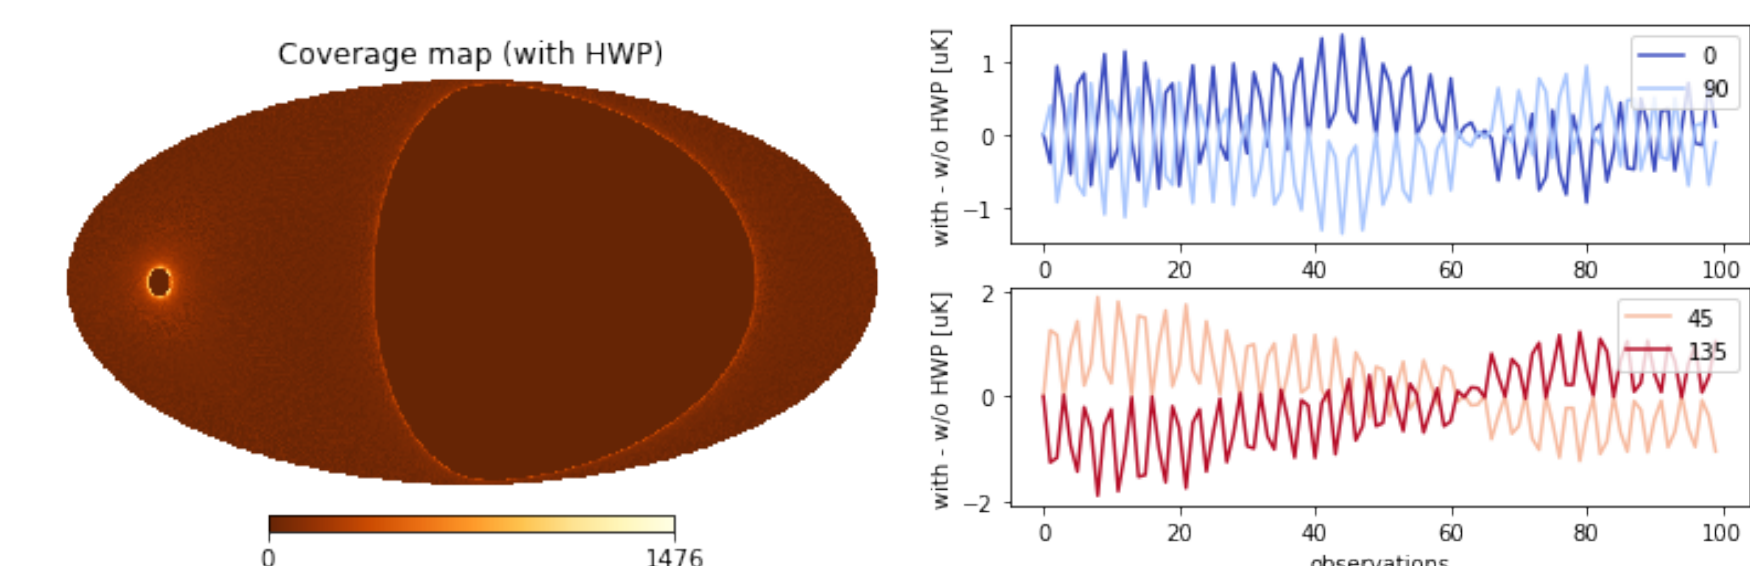 Coverage map (with HWP)
0 1476
with - w/o HWP [uK]
1
0
−1
0
90
0 20 40 60 80 100
with - w/o HWP [uK]
2
0
−2
45
135
0 20 40 60 80 100
observations